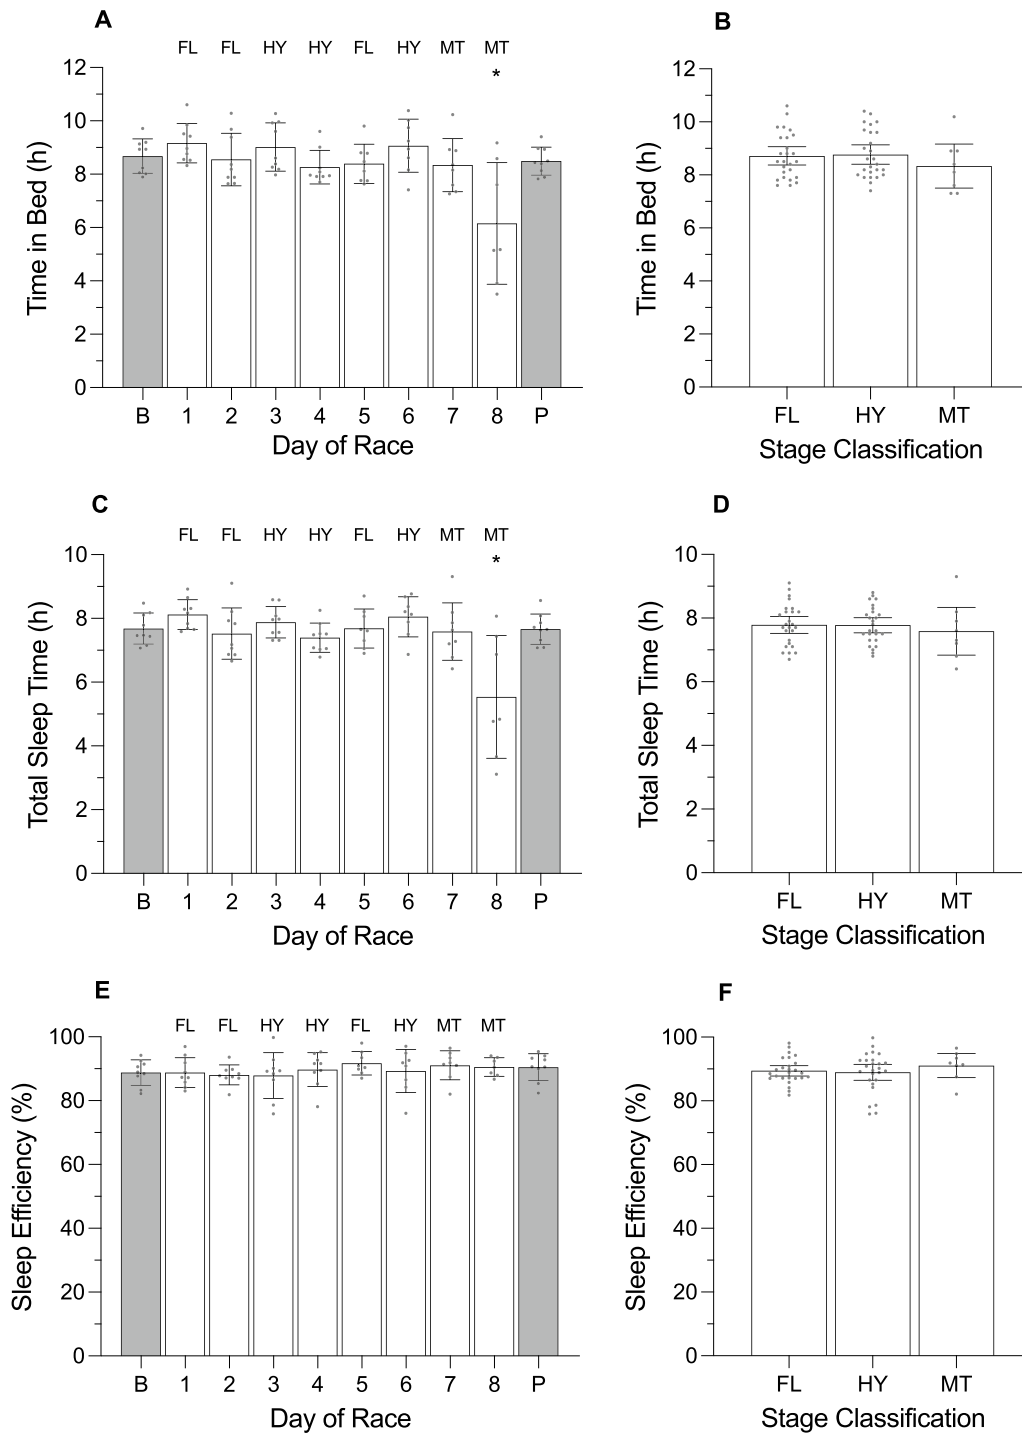 A
FL FL HY HY FL HY MT MT
*
12
10
8
6
4
2
0
Time in Bed (h)
B 1 2 3 4 5 6 7 8 P
Day of Race
B
12
10
8
6
4
2
0
Time in Bed (h)
FL HY MT
Stage Classification
C
FL FL HY HY FL HY MT MT
*
10
8
6
4
2
0
Total Sleep Time (h)
B 1 2 3 4 5 6 7 8 P
Day of Race
D
10
8
6
4
2
0
Total Sleep Time (h)
FL HY MT
Stage Classification
E
FL FL HY HY FL HY MT MT
100
80
60
40
20
0
Sleep Efficiency (%)
B 1 2 3 4 5 6 7 8 P
Day of Race
F
100
80
60
40
20
0
Sleep Efficiency (%)
FL HY MT
Stage Classification